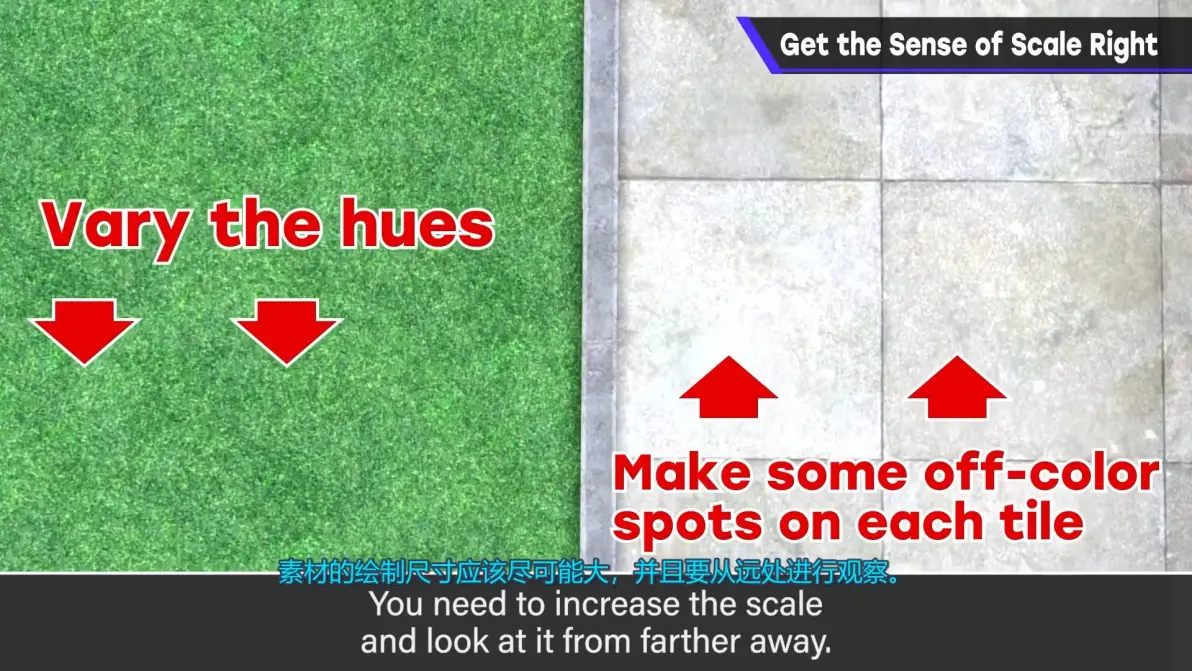 Get the Sense of Scale Right
Vary the hues
Make some off-color
spots on each tile
素材的绘制尺寸应该尽可能大，并且要从远处进行观察。
You need to increase the scale
and look at it from farther away.